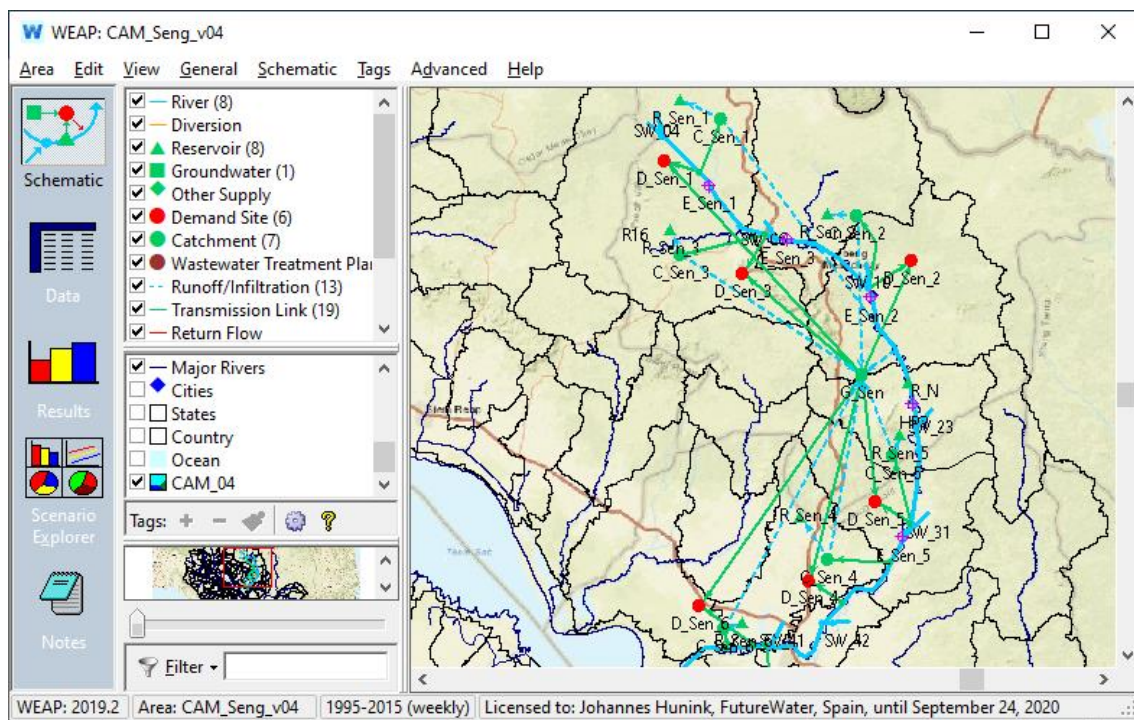 WEAP: CAM_Seng_v04
Area Edit View General Schematic Tags Advanced Help
Schematic
Data
Results
Scenario
Explorer
Notes
River (8)
Diversion
Reservoir (8)
Groundwater (1)
Other Supply
Demand Site (6)
Catchment (7)
Wastewater Treatment Plan
Runoff/Infiltration (13)
Transmission Link (19)
Return Flow
Major Rivers
Cities
States
Country
Ocean
CAM_04
Tags:
Filter
R_Sen_1
SW_04
C_Sen_1
D_Sen_1
E_Sen_1
R16
R_Sen_3
C_Sen_3
E_Sen_3
D_Sen_3
D_Sen_2
E_Sen_2
G_Sen
R_N
SW_23
R_Sen_5
D_Sen_5
SW_31
R_Sen_4
E_Sen_5
C_Sen_4
D_Sen_4
D_Sen_6
SW_42
WEAP: 2019.2 Area: CAM_Seng_v04 1995-2015 (weekly) Licensed to: Johannes Hunink, FutureWater, Spain, until September 24, 2020